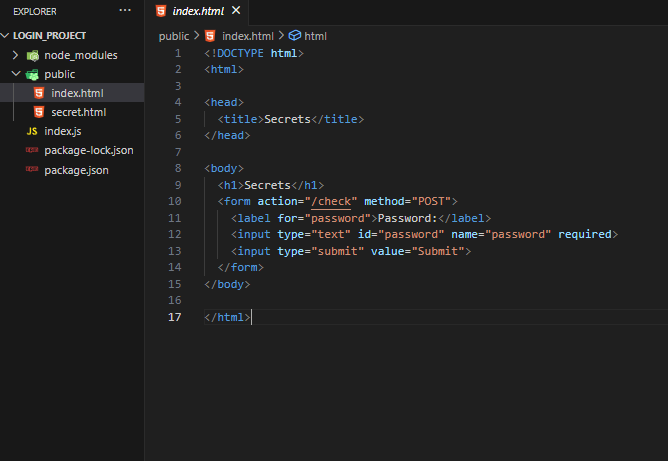 EXPLORER ···
LOGIN_PROJECT
node_modules
public
index.html
secret.html
JS index.js
package-lock.json
package.json
index.html
public > index.html > html
1 <!DOCTYPE html>
2 <html>
3
4 <head>
5 <title>Secrets</title>
6 </head>
7
8 <body>
9 <h1>Secrets</h1>
10 <form action="/check" method="POST">
11 <label for="password">Password:</label>
12 <input type="text" id="password" name="password" required>
13 <input type="submit" value="Submit">
14 </form>
15 </body>
16
17 </html>